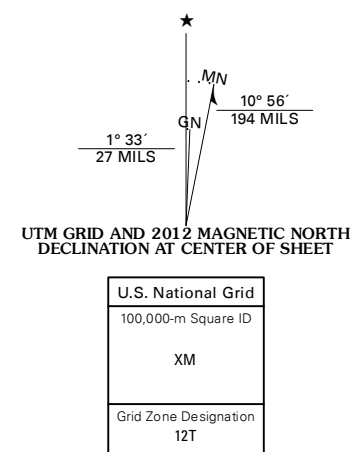 ★
MN
GN
10° 56´
194 MILS
1° 33´
27 MILS
UTM GRID AND 2012 MAGNETIC NORTH
DECLINATION AT CENTER OF SHEET
U.S. National Grid
100,000-m Square ID
XM
Grid Zone Designation
12T